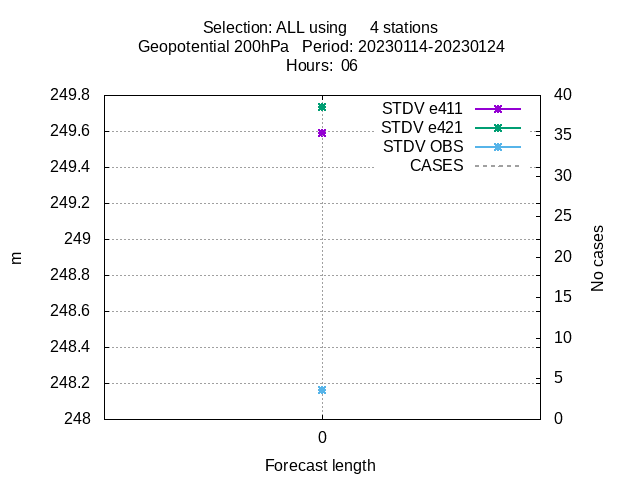 Selection: ALL using 4 stations
Geopotential 200hPa Period: 20230114-20230124
Hours: 06
249.8
249.6
249.4
249.2
249
248.8
248.6
248.4
248.2
248
m
STDV e411
STDV e421
STDV OBS
CASES
40
35
30
25
20
15
10
5
0
No cases
0
Forecast length